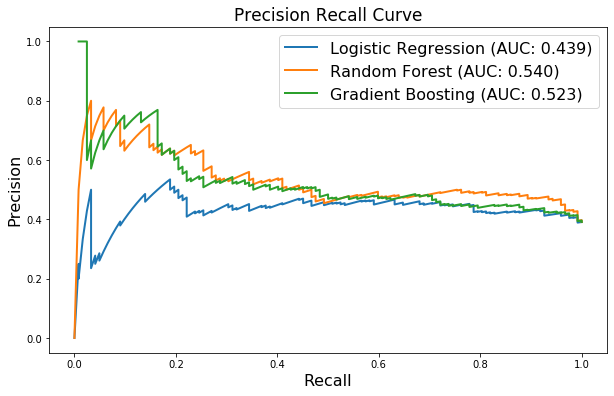 Precision Recall Curve
Logistic Regression (AUC: 0.439)
Random Forest (AUC: 0.540)
Gradient Boosting (AUC: 0.523)
Precision
1.0
0.8
0.6
0.4
0.2
0.0
0.0 0.2 0.4 0.6 0.8 1.0
Recall